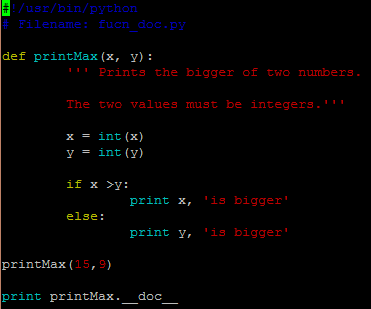 #!/usr/bin/python
# Filename: fucn_doc.py
def printMax(x, y):
''' Prints the bigger of two numbers.
The two values must be integers.'''
x = int(x)
y = int(y)
if x >y:
print x, 'is bigger'
else:
print y, 'is bigger'
printMax(15,9)
print printMax.__doc__